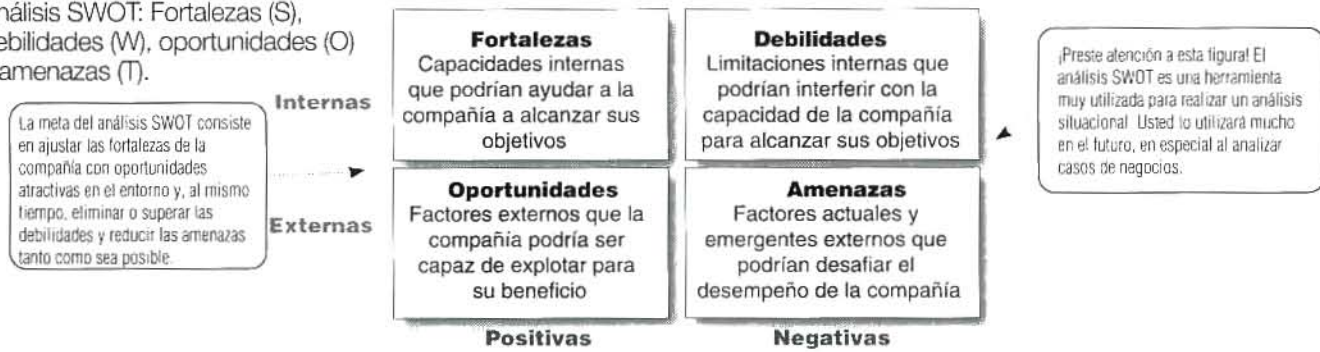 nálisis SWOT: Fortalezas (S),
ebilidades (W), oportunidades (O)
amenazas (T).
La meta del análisis SWOT consiste
en ajustar las fortalezas de la
compañía con oportunidades
atractivas en el entorno y, al mismo
tiempo, eliminar o superar las
debilidades y reducir las amenazas
tanto como sea posible.
Internas
Externas
Fortalezas
Capacidades internas
que podrían ayudar a la
compañía a alcanzar sus
objetivos
Debilidades
Limitaciones internas que
podrían interferir con la
capacidad de la compañía
para alcanzar sus objetivos
Oportunidades
Factores externos que la
compañía podría ser
capaz de explotar para
su beneficio
Amenazas
Factores actuales y
emergentes externos que
podrían desafiar el
desempeño de la compañía
Positivas
Negativas
¡Preste atención a esta figura! El
análisis SWOT es una herramienta
muy utilizada para realizar un análisis
situacional. Usted lo utilizará mucho
en el futuro, en especial al analizar
casos de negocios.